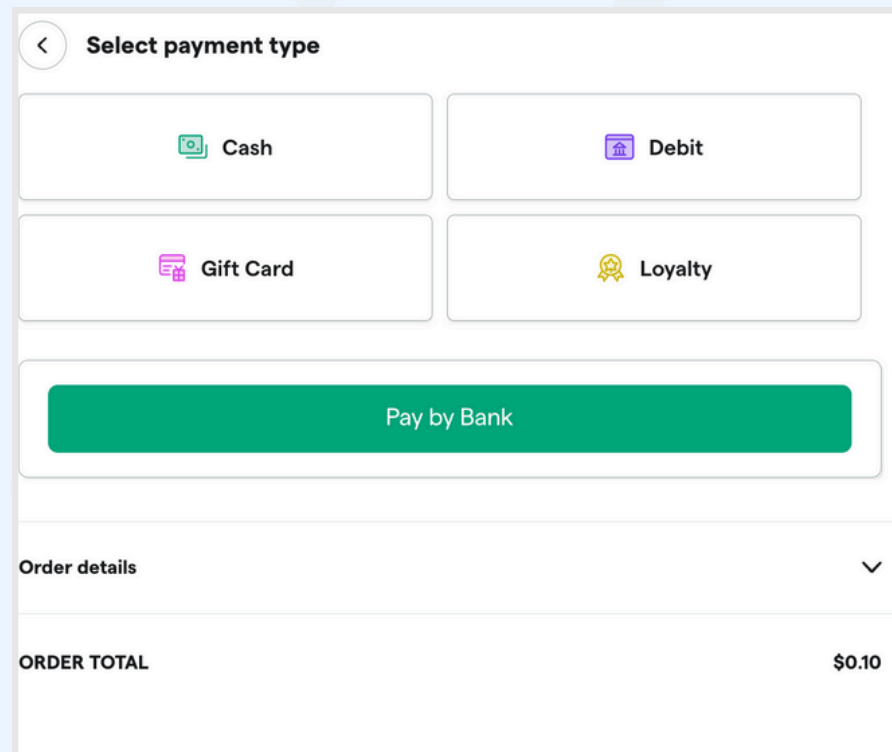 Select payment type
Cash
Debit
Gift Card
Loyalty
Pay by Bank
Order details
ORDER TOTAL $0.10